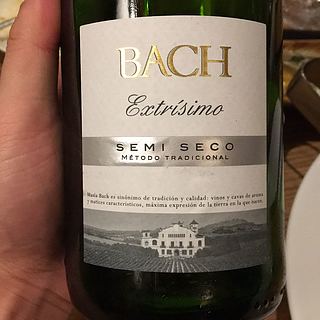 BACH
Extrísimo
SEMI SECO
MÉTODO TRADICIONAL
Masía Bach es sinónimo de tradición y calidad: vinos y cavas de aroma
y matices característicos, máxima expresión de la tierra en la que nacen.